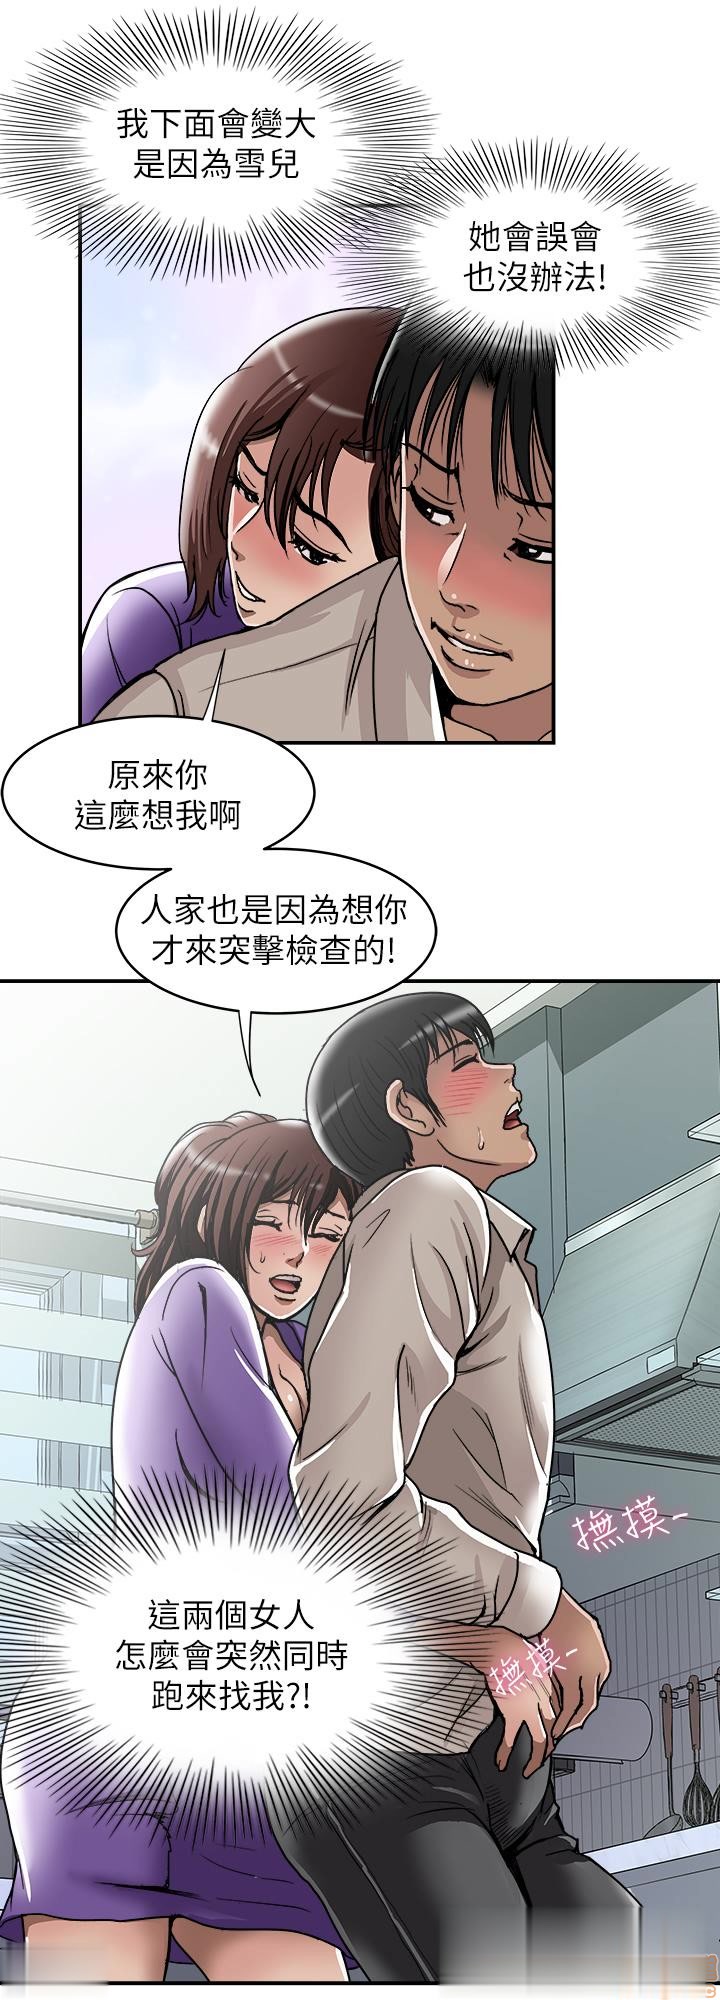 我下面會變大
是因為雪兒
她會誤會
也沒辦法!
原來你
這麼想我啊
人家也是因為想你
才來突擊檢查的!
撫摸~
撫摸~
這兩個女人
怎麼會突然同時
跑來找我?!